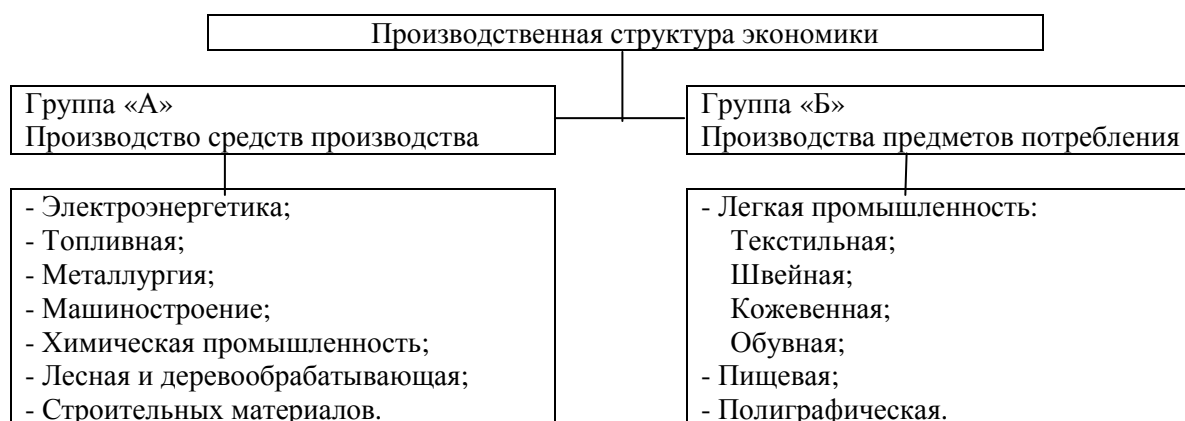 Производственная структура экономики
Группа «А»
Производство средств производства
- Электроэнергетика;
- Топливная;
- Металлургия;
- Машиностроение;
- Химическая промышленность;
- Лесная и деревообрабатывающая;
- Строительных материалов.
Группа «Б»
Производства предметов потребления
- Легкая промышленность:
Текстильная;
Швейная;
Кожевенная;
Обувная;
- Пищевая;
- Полиграфическая.